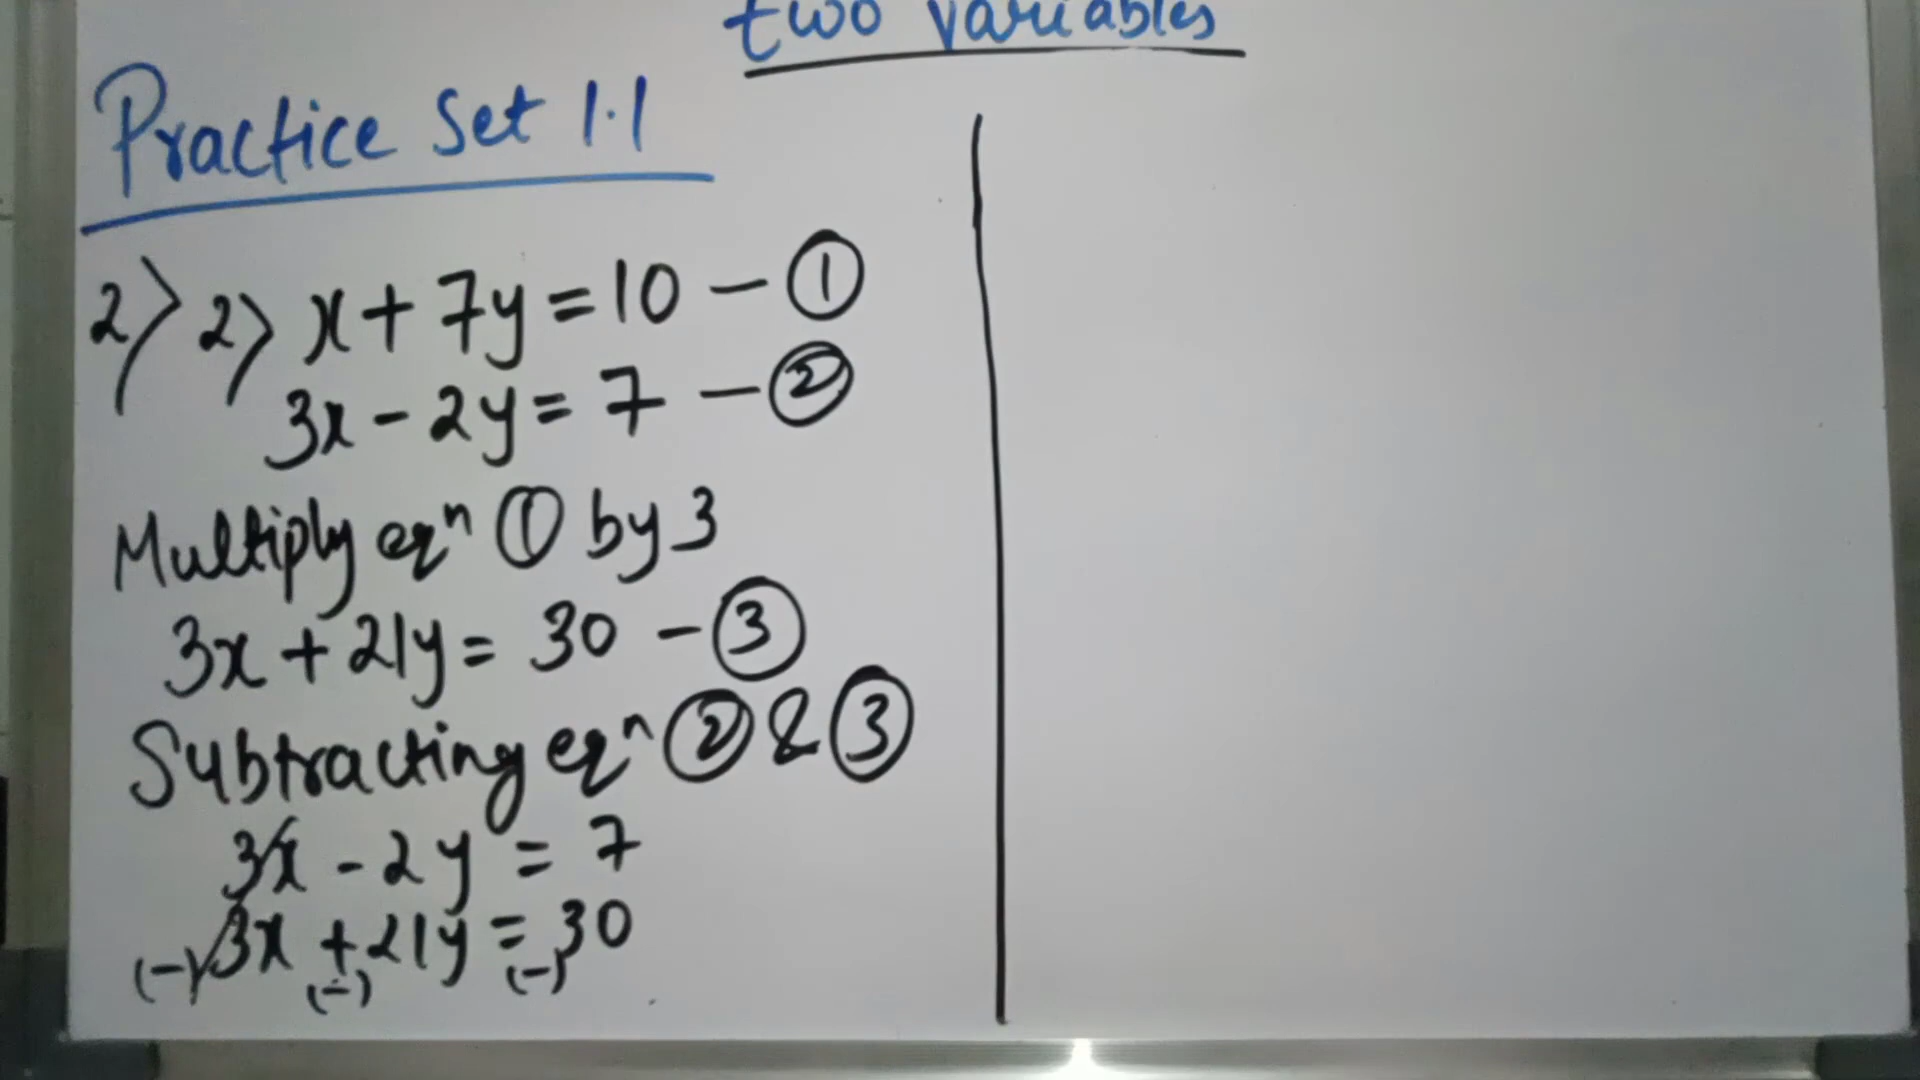 two variables
Practice Set 1.1
2) 2) x + 7y = 10 — ①
3x - 2y = 7 — ②
Multiply eqⁿ ① by 3
3x + 21y = 30 — ③
Subtracting eqⁿ ② & ③
3x - 2y = 7
3x + 21y = 30
(-) (-) (-)